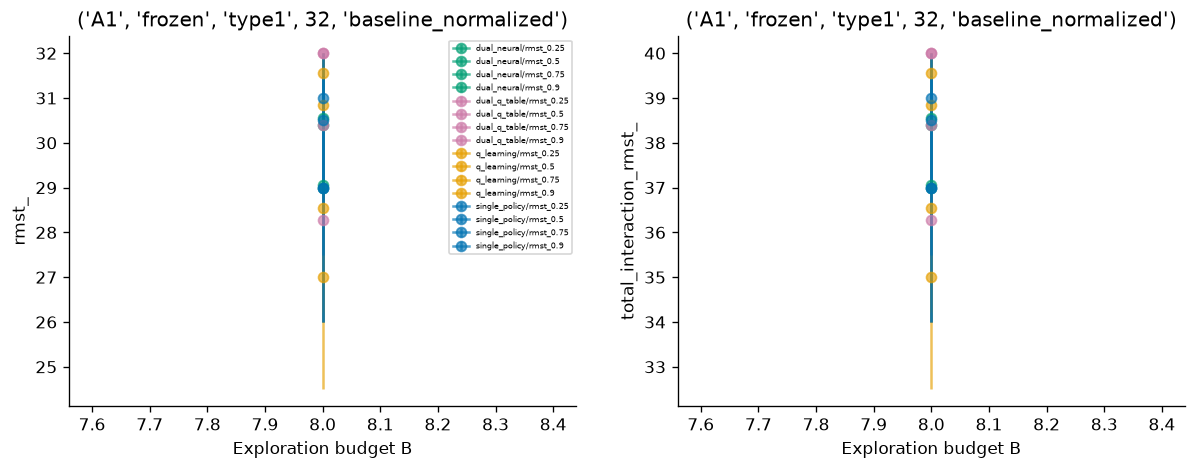 ('A1', 'frozen', 'type1', 32, 'baseline_normalized')
rmst_
32
31
30
29
28
27
26
25
dual_neural/rmst_0.25
dual_neural/rmst_0.5
dual_neural/rmst_0.75
dual_neural/rmst_0.9
dual_q_table/rmst_0.25
dual_q_table/rmst_0.5
dual_q_table/rmst_0.75
dual_q_table/rmst_0.9
q_learning/rmst_0.25
q_learning/rmst_0.5
q_learning/rmst_0.75
q_learning/rmst_0.9
single_policy/rmst_0.25
single_policy/rmst_0.5
single_policy/rmst_0.75
single_policy/rmst_0.9
7.6 7.7 7.8 7.9 8.0 8.1 8.2 8.3 8.4
Exploration budget B
('A1', 'frozen', 'type1', 32, 'baseline_normalized')
total_interaction_rmst_
40
39
38
37
36
35
34
33
7.6 7.7 7.8 7.9 8.0 8.1 8.2 8.3 8.4
Exploration budget B